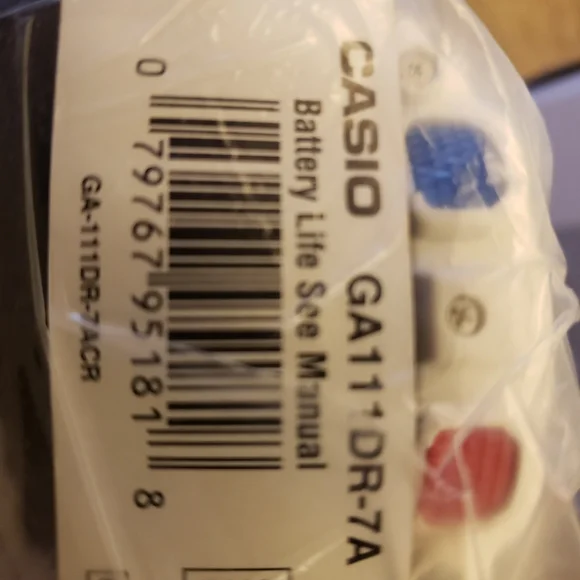 CASIO GA111DR-7A
Battery Life See Manual
0 79767 95181 8
GA-111DR-7ACR